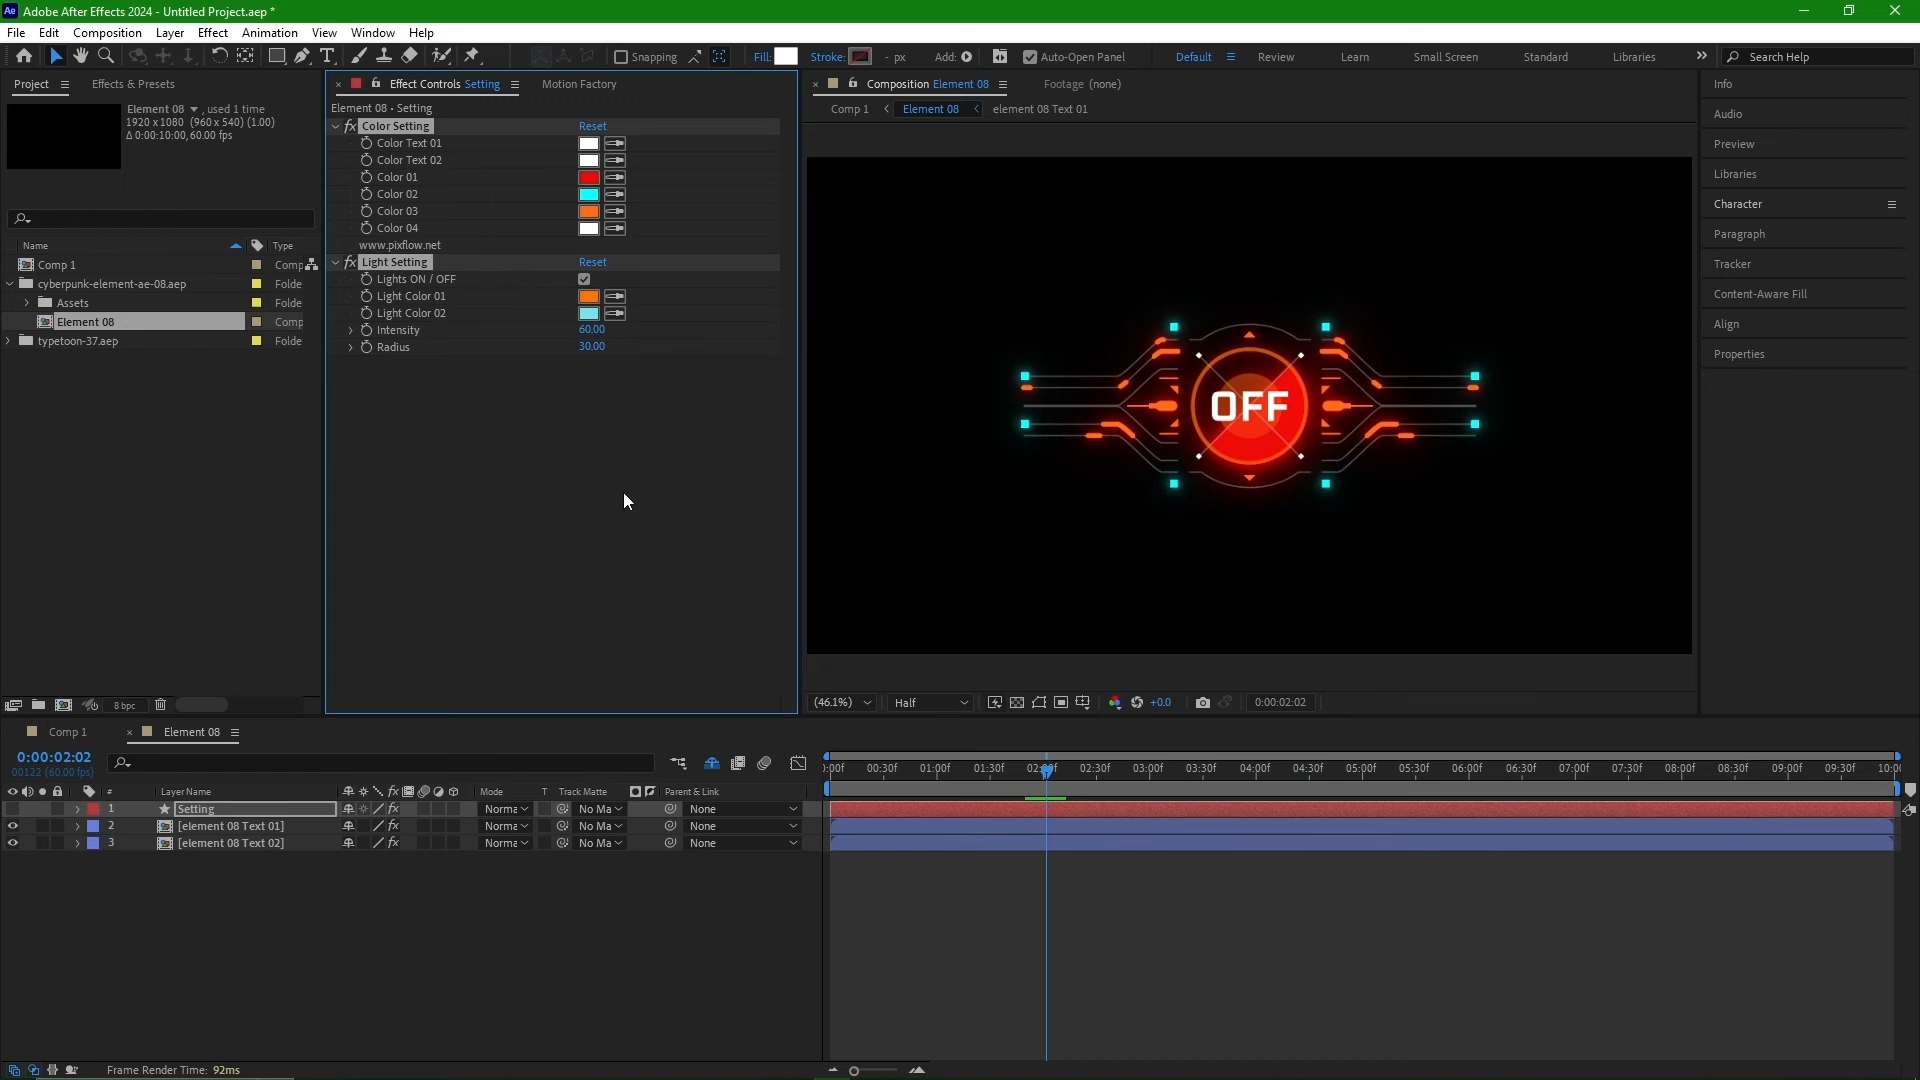 Ae Adobe After Effects 2024 - Untitled Project.aep *
File Edit Composition Layer Effect Animation View Window Help
Snapping Fill: Stroke: - px Add: Auto-Open Panel Default Review Learn Small Screen Standard Libraries Search Help
Project Effects & Presets
Element 08 , used 1 time
1920 x 1080 (960 x 540) (1.00)
Δ 0:00:10:00, 60.00 fps
Name Type
Comp 1 Comp
cyberpunk-element-ae-08.aep Folde
Assets Folde
Element 08 Comp
typetoon-37.aep Folde
8 bpc
Effect Controls Setting Motion Factory
Element 08 • Setting
fx Color Setting Reset
Color Text 01
Color Text 02
Color 01
Color 02
Color 03
Color 04
www.pixflow.net
fx Light Setting Reset
Lights ON / OFF
Light Color 01
Light Color 02
Intensity 60.00
Radius 30.00
Composition Element 08 Footage (none)
Comp 1 Element 08 element 08 Text 01
OFF
(46.1%) Half +0.0 0:00:02:02
Info
Audio
Preview
Libraries
Character
Paragraph
Tracker
Content-Aware Fill
Align
Properties
Comp 1 Element 08
0:00:02:02
00122 (60.00 fps)
# Layer Name fx Mode T Track Matte Parent & Link
1 Setting fx Norma No Ma None
2 [element 08 Text 01] fx Norma No Ma None
3 [element 08 Text 02] fx Norma No Ma None
):00f 00:30f 01:00f 01:30f 02:00f 02:30f 03:00f 03:30f 04:00f 04:30f 05:00f 05:30f 06:00f 06:30f 07:00f 07:30f 08:00f 08:30f 09:00f 09:30f 10:0
Frame Render Time: 92ms